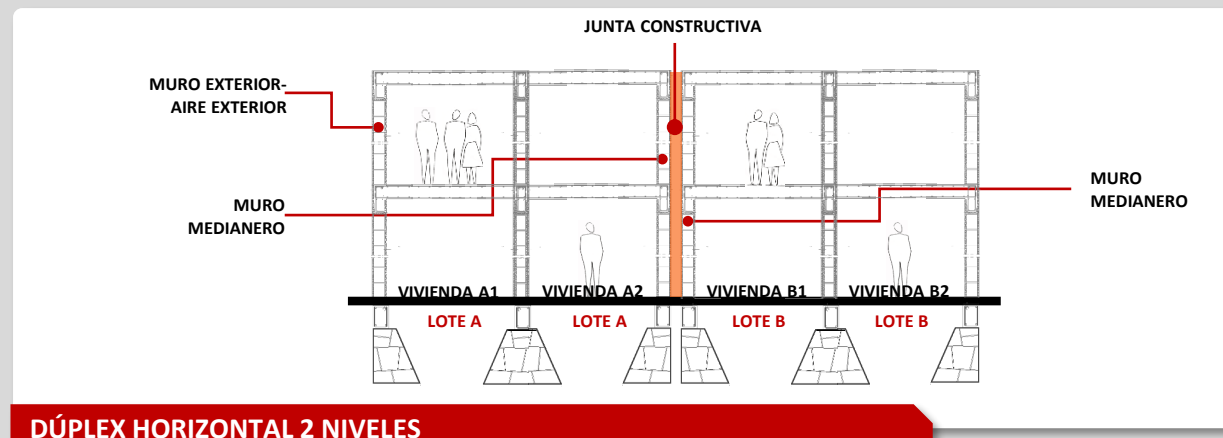 JUNTA CONSTRUCTIVA
MURO EXTERIOR-
AIRE EXTERIOR
MURO
MEDIANERO
MURO
MEDIANERO
VIVIENDA A1
VIVIENDA A2
VIVIENDA B1
VIVIENDA B2
LOTE A
LOTE A
LOTE B
LOTE B
DÚPLEX HORIZONTAL 2 NIVELES